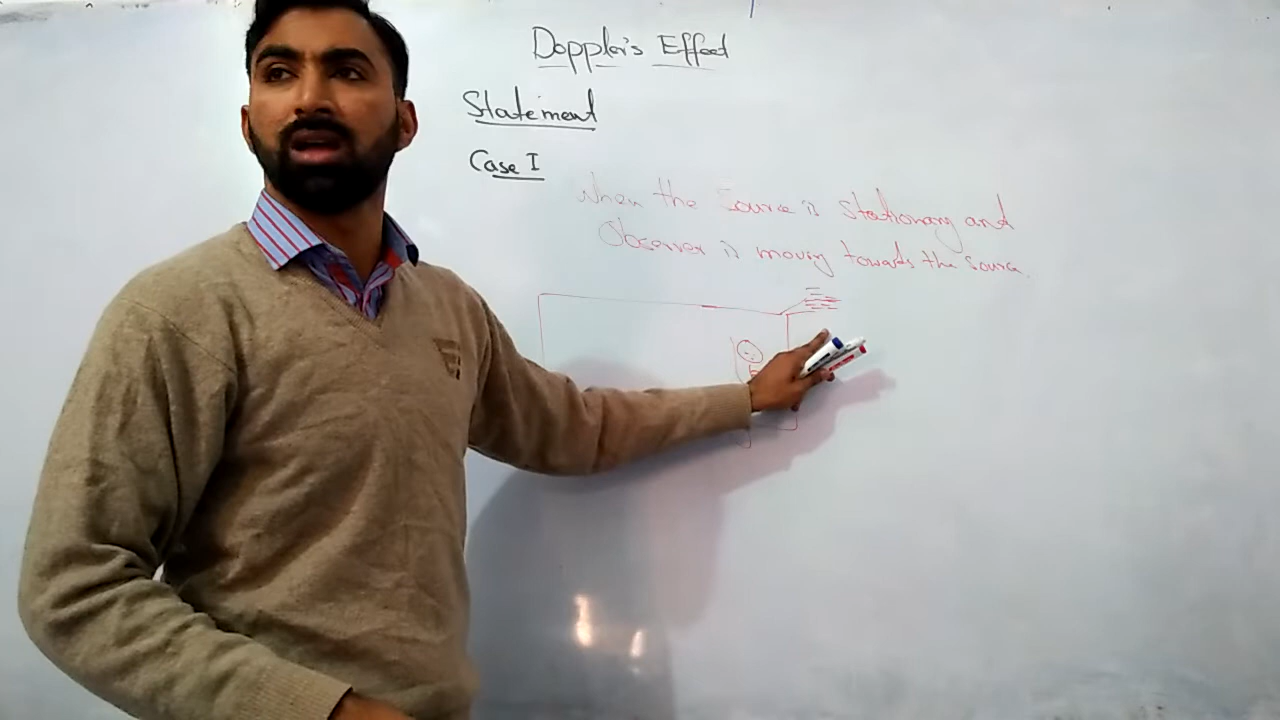 Doppler's Effect
Statement
Case I
When the Source is stationary and
Observer is moving towards the source.